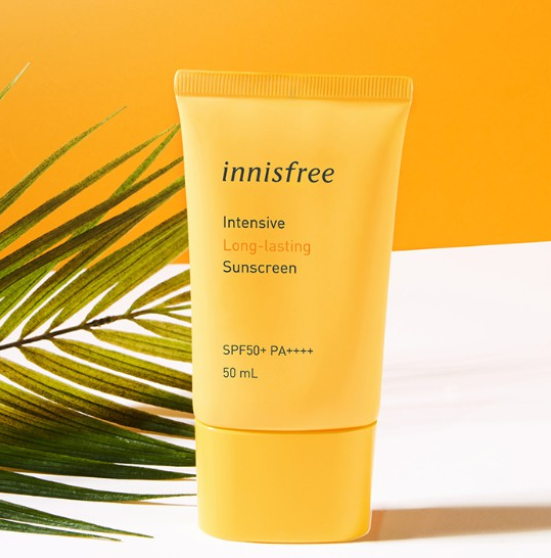 innisfree
Intensive
Long-lasting
Sunscreen
SPF50+ PA++++
50 mL